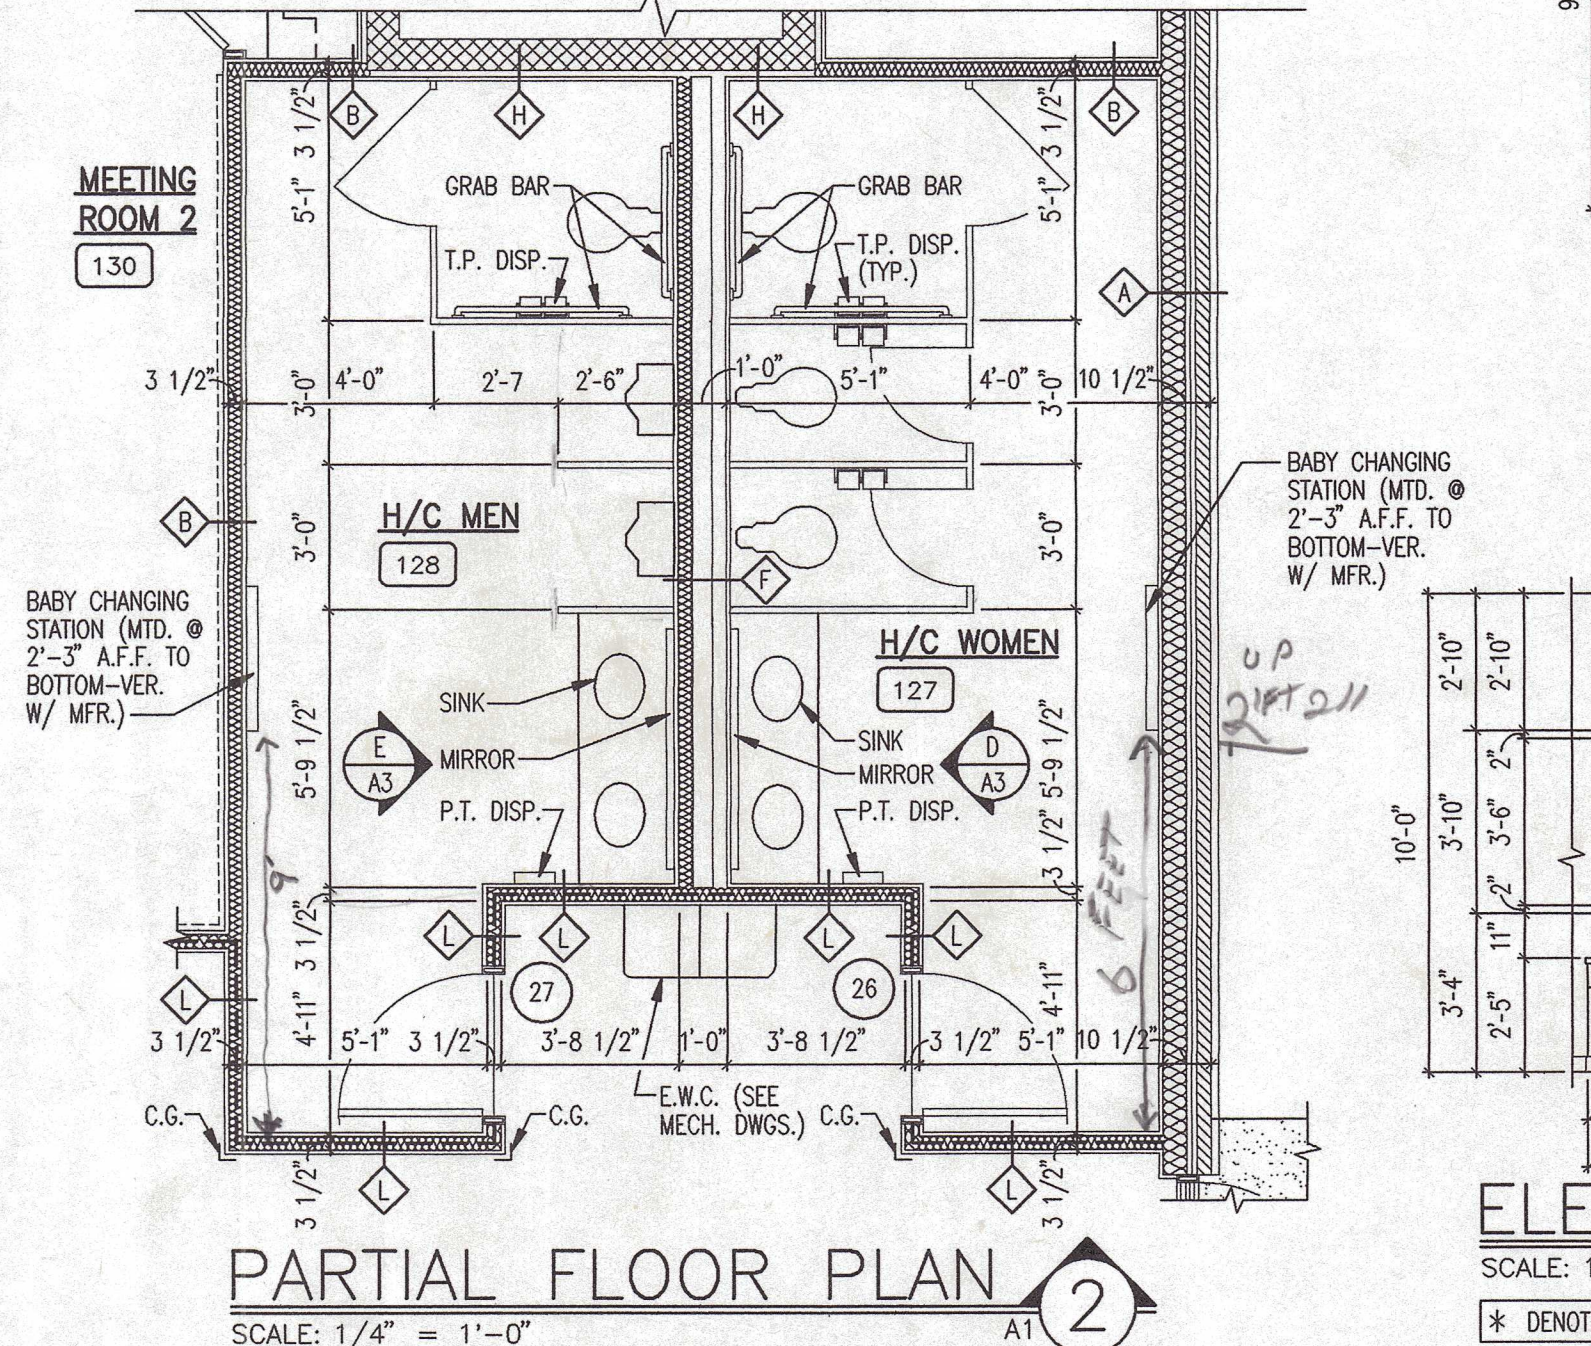 B
H
H
B
3 1/2"
3 1/2"
MEETING
ROOM 2
130
5'-1"
GRAB BAR
GRAB BAR
5'-1"
T.P. DISP.
T.P. DISP.
(TYP.)
A
3 1/2"
3'-0"
4'-0"
2'-7
2'-6"
1'-0"
5'-1"
4'-0"
3'-0"
10 1/2"
BABY CHANGING
STATION (MTD. @
2'-3" A.F.F. TO
BOTTOM-VER.
W/ MFR.)
B
3'-0"
H/C MEN
128
F
3'-0"
BABY CHANGING
STATION (MTD. @
2'-3" A.F.F. TO
BOTTOM-VER.
W/ MFR.)
H/C WOMEN
127
UP
5'-9 1/2"
SINK
E
A3
MIRROR
P.T. DISP.
SINK
MIRROR
P.T. DISP.
D
A3
5'-9 1/2"
3 1/2"
6 FEET
9'
2'-10"
2'-10"
10'-0"
3'-10"
2"
3'-6"
2"
11"
3'-4"
2'-5"
3 1/2"
L
L
L
L
L
27
26
4'-11"
4'-11"
3 1/2"
5'-1"
3 1/2"
3'-8 1/2"
1'-0"
3'-8 1/2"
3 1/2"
5'-1"
10 1/2"
C.G.
C.G.
E.W.C. (SEE
MECH. DWGS.)
C.G.
3 1/2"
L
L
3 1/2"
PARTIAL FLOOR PLAN
2
A1
SCALE: 1/4" = 1'-0"
ELE
SCALE: 1
* DENOT